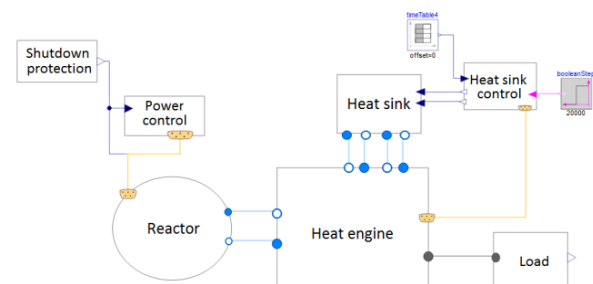 timeTable4
offset=0
Shutdown
protection
Power
control
Heat sink
Heat sink
control
booleanStep
20000
Reactor
Heat engine
Load